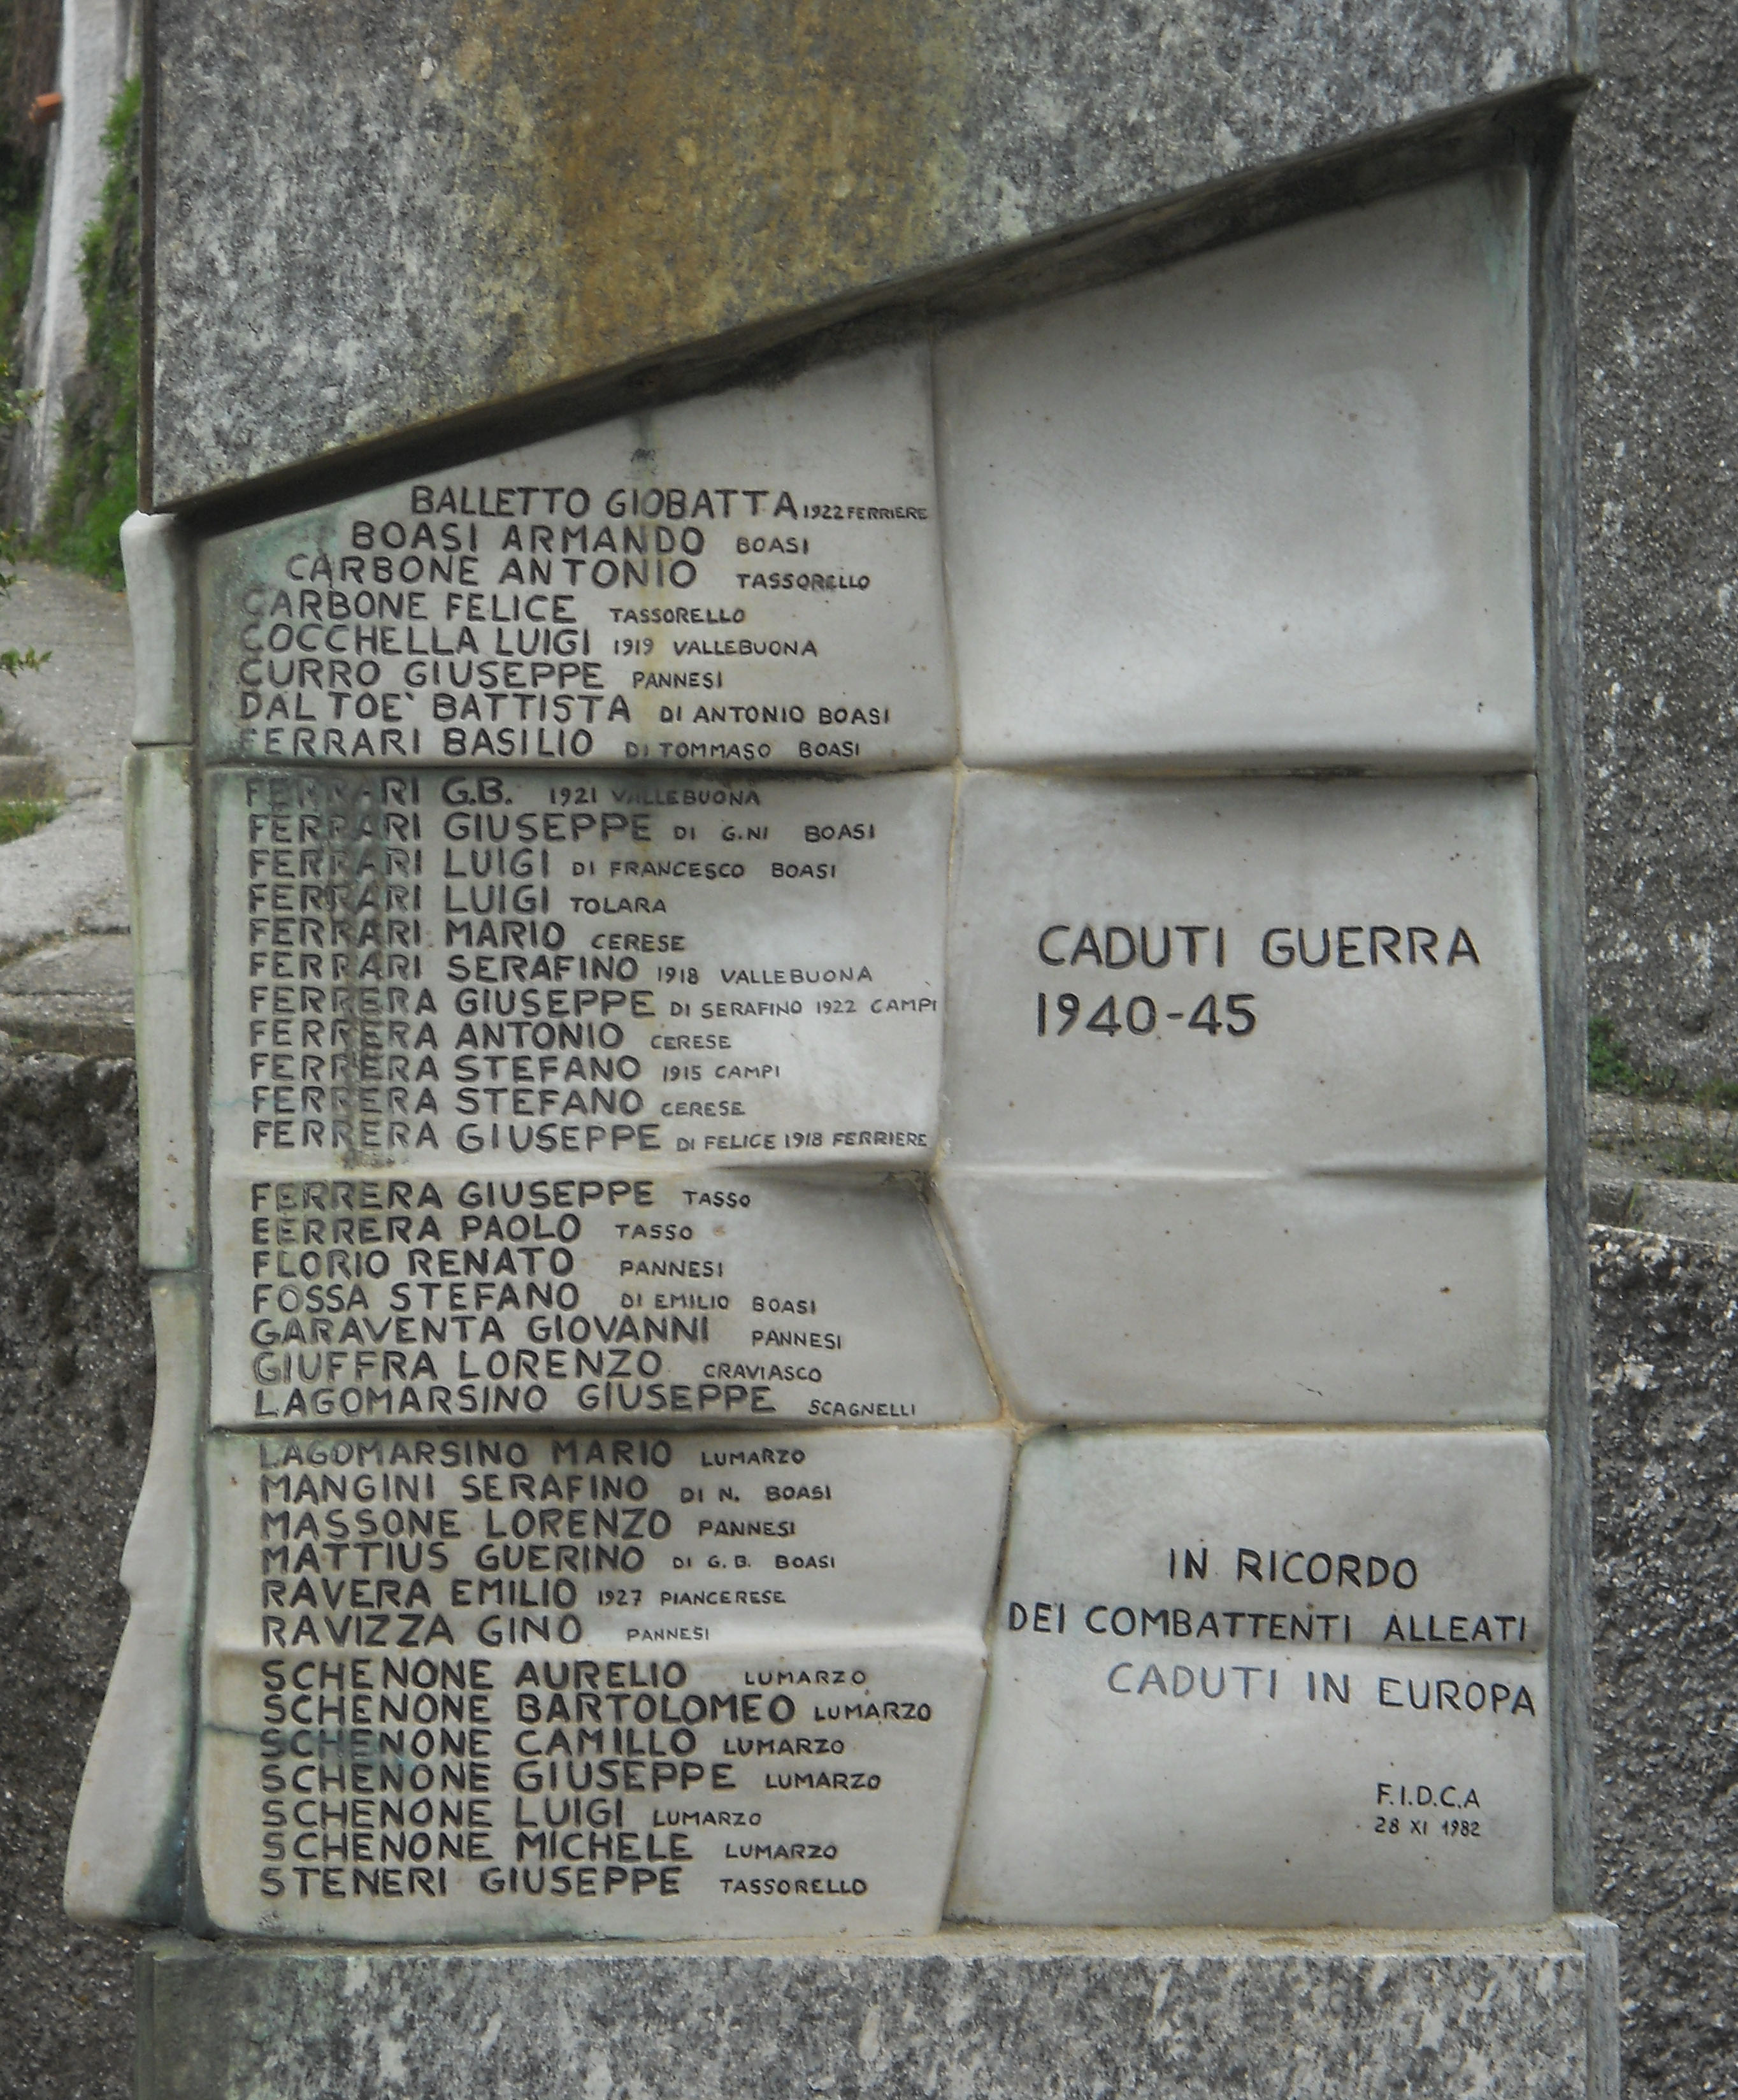 BALLETTO GIOBATTA 1922 FERRIERE
BOASI ARMANDO BOASI
CARBONE ANTONIO TASSORELLO
CARBONE FELICE TASSORELLO
COCCHELLA LUIGI 1919 VALLEBUONA
CURRO GIUSEPPE PANNESI
DAL TOE' BATTISTA DI ANTONIO BOASI
FERRARI BASILIO DI TOMMASO BOASI
FERRARI G.B. 1921 VALLEBUONA
FERRARI GIUSEPPE DI G.NI BOASI
FERRARI LUIGI DI FRANCESCO BOASI
FERRARI LUIGI TOLARA
FERRARI MARIO CERESE
FERRARI SERAFINO 1918 VALLEBUONA
FERRERA GIUSEPPE DI SERAFINO 1922 CAMPI
FERRERA ANTONIO CERESE
FERRERA STEFANO 1915 CAMPI
FERRERA STEFANO CERESE
FERRERA GIUSEPPE DI FELICE 1918 FERRIERE
FERRERA GIUSEPPE TASSO
FERRERA PAOLO TASSO
FLORIO RENATO PANNESI
FOSSA STEFANO DI EMILIO BOASI
GARAVENTA GIOVANNI PANNESI
GIUFFRA LORENZO CRAVIASCO
LAGOMARSINO GIUSEPPE SCAGNELLI
LAGOMARSINO MARIO LUMARZO
MANGINI SERAFINO DI N. BOASI
MASSONE LORENZO PANNESI
MATTIUS GUERINO DI G.B. BOASI
RAVERA EMILIO 1927 PIANCERESE
RAVIZZA GINO PANNESI
SCHENONE AURELIO LUMARZO
SCHENONE BARTOLOMEO LUMARZO
SCHENONE CAMILLO LUMARZO
SCHENONE GIUSEPPE LUMARZO
SCHENONE LUIGI LUMARZO
SCHENONE MICHELE LUMARZO
STENERI GIUSEPPE TASSORELLO
CADUTI GUERRA
1940-45
IN RICORDO
DEI COMBATTENTI ALLEATI
CADUTI IN EUROPA
F.I.D.C.A
28 XI 1982